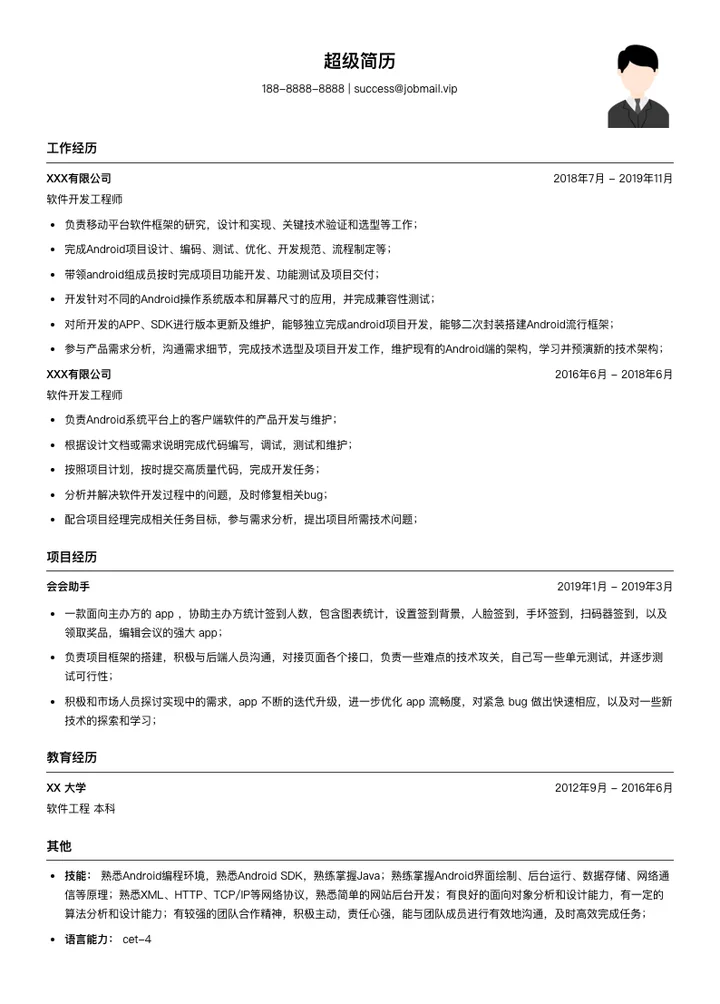 超级简历
188-8888-8888 | success@jobmail.vip
工作经历
XXX有限公司 2018年7月 - 2019年11月
软件开发工程师
• 负责移动平台软件框架的研究，设计和实现、关键技术验证和选型等工作；
• 完成Android项目设计、编码、测试、优化、开发规范、流程制定等；
• 带领android组成员按时完成项目功能开发、功能测试及项目交付；
• 开发针对不同的Android操作系统版本和屏幕尺寸的应用，并完成兼容性测试；
• 对所开发的APP、SDK进行版本更新及维护，能够独立完成android项目开发，能够二次封装搭建Android流行框架；
• 参与产品需求分析，沟通需求细节，完成技术选型及项目开发工作，维护现有的Android端的架构，学习并预演新的技术架构；
XXX有限公司 2016年6月 - 2018年6月
软件开发工程师
• 负责Android系统平台上的客户端软件的产品开发与维护；
• 根据设计文档或需求说明完成代码编写，调试，测试和维护；
• 按照项目计划，按时提交高质量代码，完成开发任务；
• 分析并解决软件开发过程中的问题，及时修复相关bug；
• 配合项目经理完成相关任务目标，参与需求分析，提出项目所需技术问题；
项目经历
会会助手 2019年1月 - 2019年3月
• 一款面向主办方的 app ，协助主办方统计签到人数，包含图表统计，设置签到背景，人脸签到，手环签到，扫码器签到，以及
领取奖品，编辑会议的强大 app；
• 负责项目框架的搭建，积极与后端人员沟通，对接页面各个接口，负责一些难点的技术攻关，自己写一些单元测试，并逐步测
试可行性；
• 积极和市场人员探讨实现中的需求，app 不断的迭代升级，进一步优化 app 流畅度，对紧急 bug 做出快速相应，以及对一些新
技术的探索和学习；
教育经历
XX 大学 2012年9月 - 2016年6月
软件工程 本科
其他
• 技能： 熟悉Android编程环境，熟悉Android SDK，熟练掌握Java；熟练掌握Android界面绘制、后台运行、数据存储、网络通
信等原理；熟悉XML、HTTP、TCP/IP等网络协议，熟悉简单的网站后台开发；有良好的面向对象分析和设计能力，有一定的
算法分析和设计能力；有较强的团队合作精神，积极主动，责任心强，能与团队成员进行有效地沟通，及时高效完成任务；
• 语言能力： cet-4